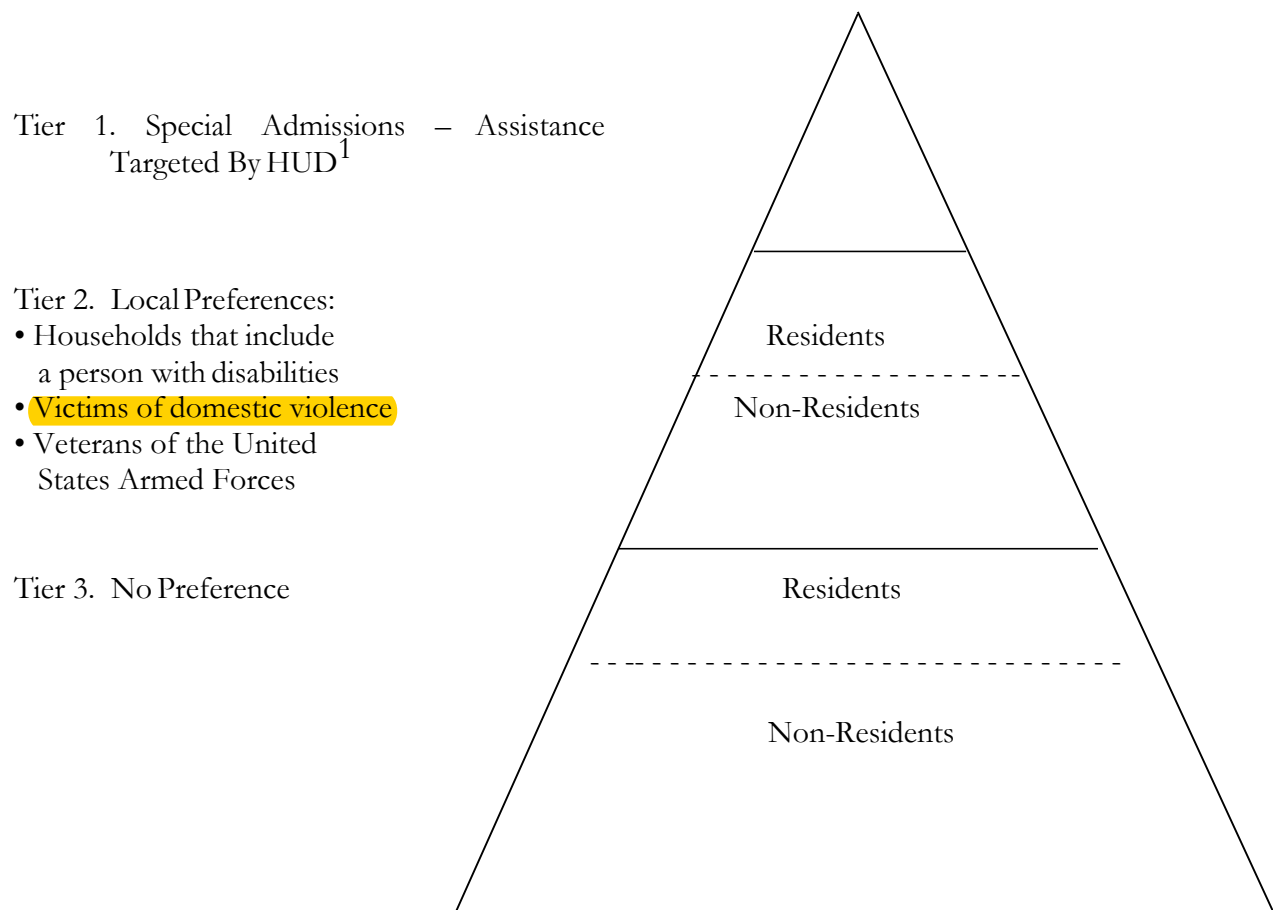 Tier 1. Special Admissions – Assistance
Targeted By HUD1
Tier 2. Local Preferences:
• Households that include
a person with disabilities
• Victims of domestic violence
• Veterans of the United
States Armed Forces
Tier 3. No Preference
Residents
Non-Residents
Residents
Non-Residents